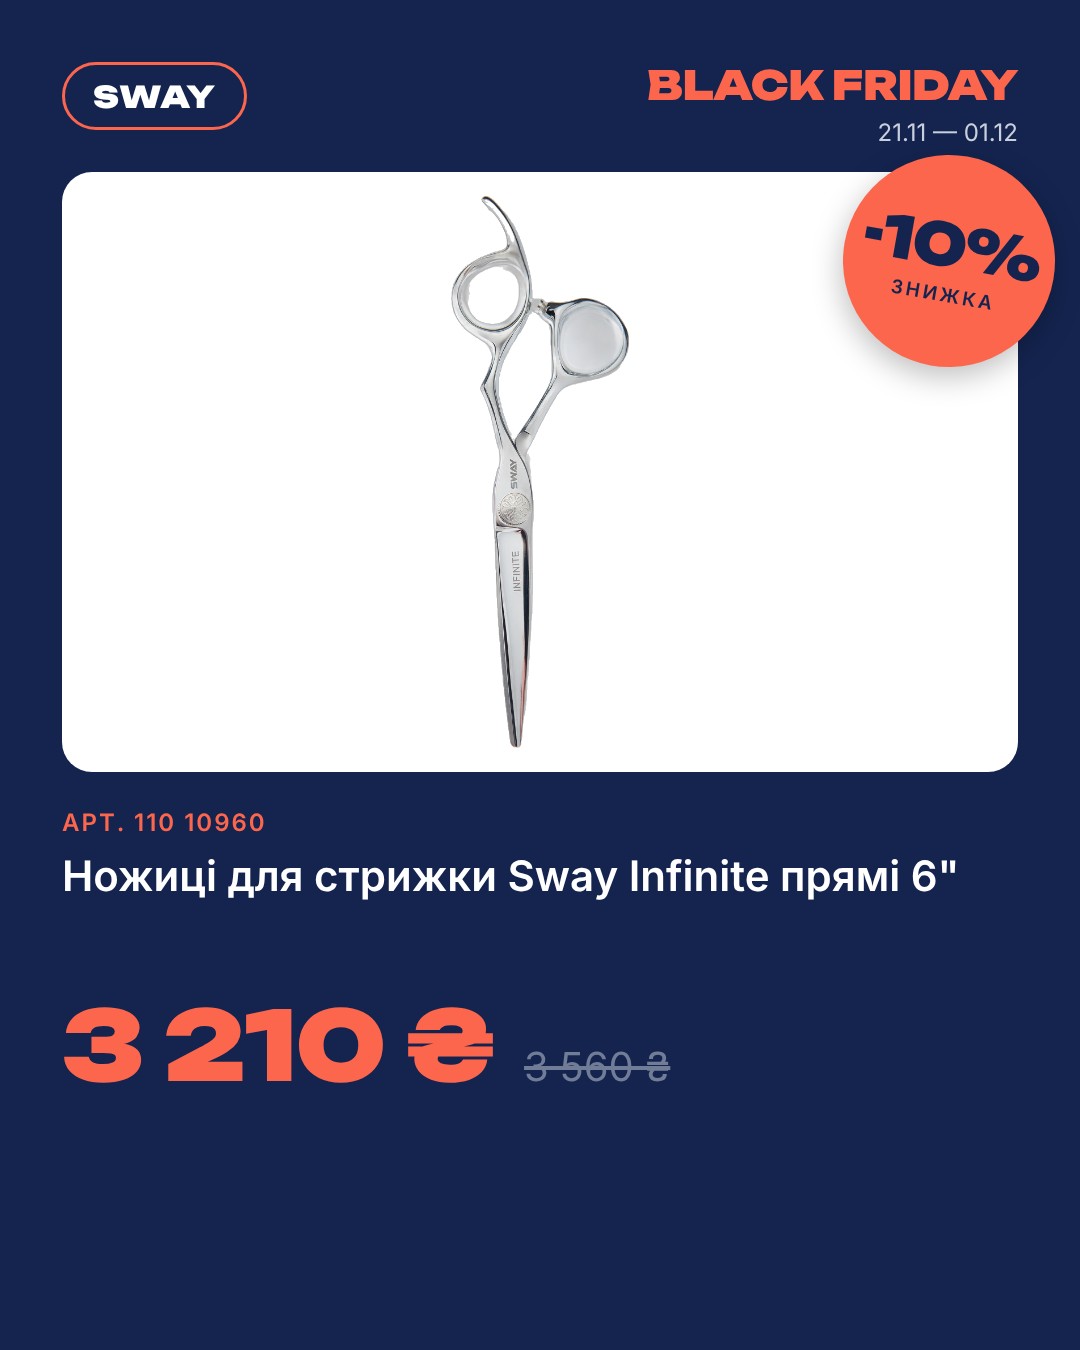 SWAY
BLACK FRIDAY
21.11 — 01.12
-10%
ЗНИЖКА
SWAY
INFINITE
АРТ. 110 10960
Ножиці для стрижки Sway Infinite прямі 6"
3 210 ₴
3 560 ₴